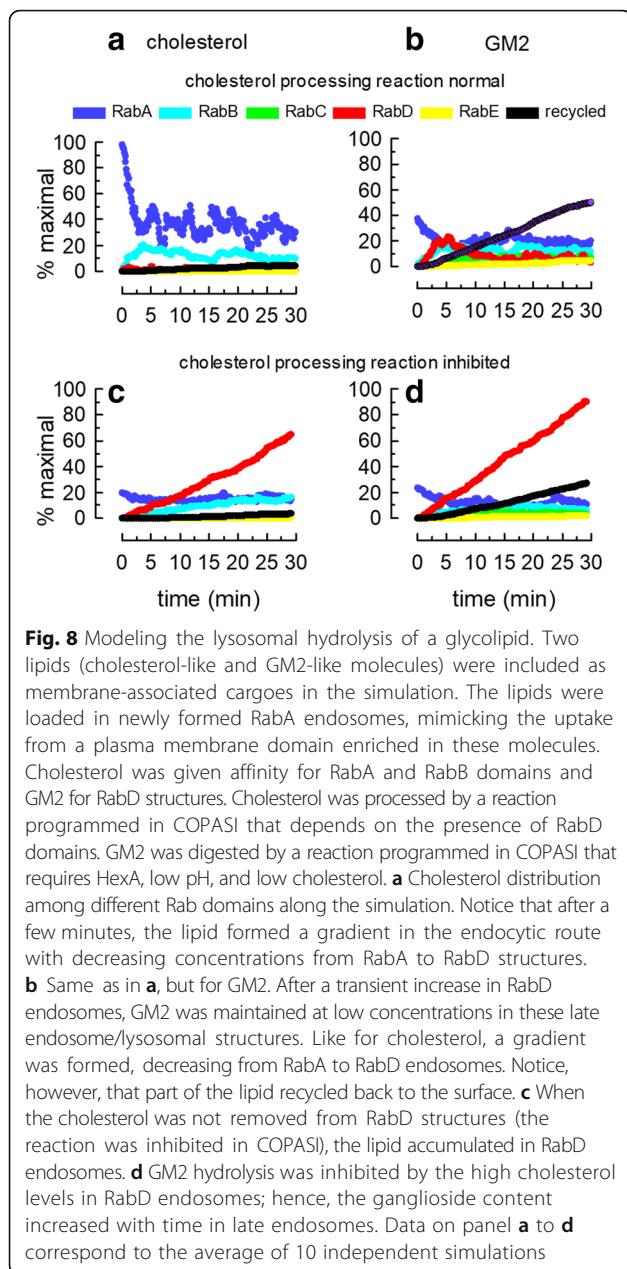 a cholesterol b GM2
cholesterol processing reaction normal
RabA RabB RabC RabD RabE recycled
100
80
60
40
20
0
% maximal
0 5 10 15 20 25 30
100
80
60
40
20
0
% maximal
0 5 10 15 20 25 30
cholesterol processing reaction inhibited
c
100
80
60
40
20
0
% maximal
0 5 10 15 20 25 30
time (min)
d
100
80
60
40
20
0
% maximal
0 5 10 15 20 25 30
time (min)
Fig. 8 Modeling the lysosomal hydrolysis of a glycolipid. Two
lipids (cholesterol-like and GM2-like molecules) were included as
membrane-associated cargoes in the simulation. The lipids were
loaded in newly formed RabA endosomes, mimicking the uptake
from a plasma membrane domain enriched in these molecules.
Cholesterol was given affinity for RabA and RabB domains and
GM2 for RabD structures. Cholesterol was processed by a reaction
programmed in COPASI that depends on the presence of RabD
domains. GM2 was digested by a reaction programmed in COPASI that
requires HexA, low pH, and low cholesterol. a Cholesterol distribution
among different Rab domains along the simulation. Notice that after a
few minutes, the lipid formed a gradient in the endocytic route
with decreasing concentrations from RabA to RabD structures.
b Same as in a, but for GM2. After a transient increase in RabD
endosomes, GM2 was maintained at low concentrations in these late
endosome/lysosomal structures. Like for cholesterol, a gradient
was formed, decreasing from RabA to RabD endosomes. Notice,
however, that part of the lipid recycled back to the surface. c When
the cholesterol was not removed from RabD structures (the
reaction was inhibited in COPASI), the lipid accumulated in RabD
endosomes. d GM2 hydrolysis was inhibited by the high cholesterol
levels in RabD endosomes; hence, the ganglioside content
increased with time in late endosomes. Data on panel a to d
correspond to the average of 10 independent simulations